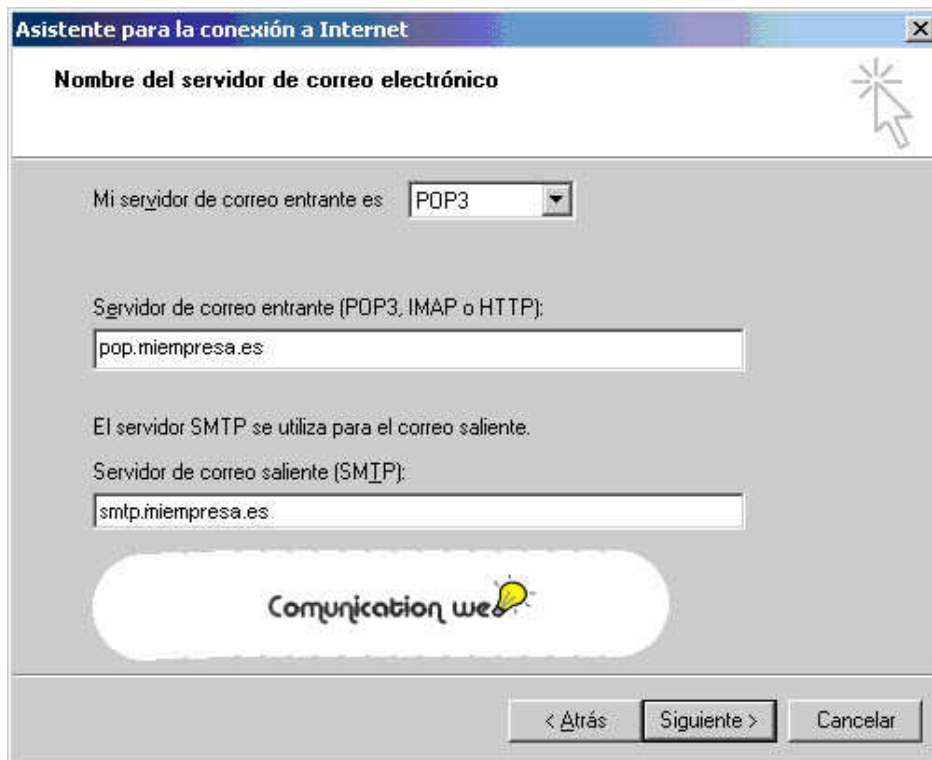 Asistente para la conexión a Internet
Nombre del servidor de correo electrónico
Mi servidor de correo entrante es POP3
Servidor de correo entrante (POP3, IMAP o HTTP):
pop.miempresa.es
El servidor SMTP se utiliza para el correo saliente.
Servidor de correo saliente (SMTP):
smtp.miempresa.es
Comunication web
< Atrás Siguiente > Cancelar